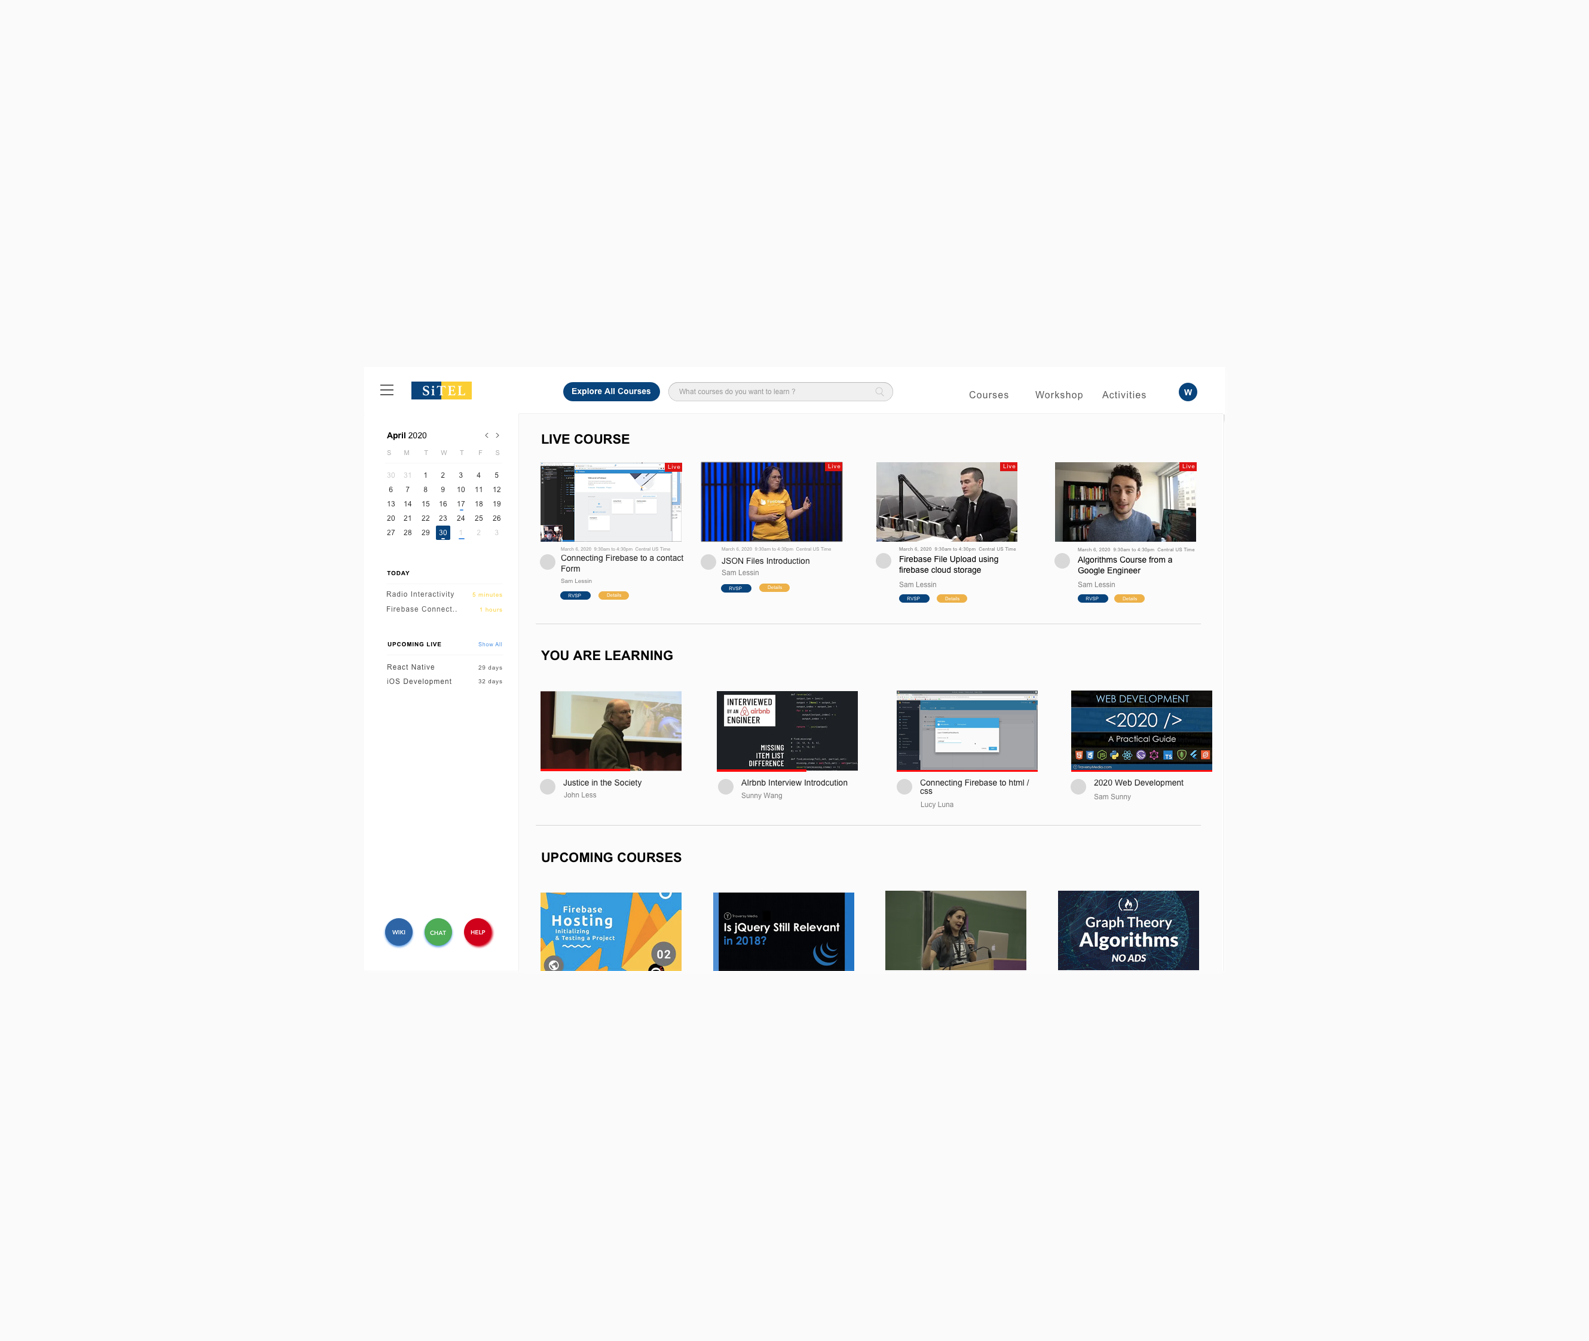 SiTEL
Explore All Courses
What courses do you want to learn ?
Courses
Workshop
Activities
W
April 2020
S M T W T F S
30 31 1 2 3 4 5
6 7 8 9 10 11 12
13 14 15 16 17 18 19
20 21 22 23 24 25 26
27 28 29 30 1 2 3
TODAY
Radio Interactivity 5 minutes
Firebase Connect.. 1 hours
UPCOMING LIVE Show All
React Native 29 days
iOS Development 32 days
WIKI
CHAT
HELP
LIVE COURSE
Live
March 6, 2020 9:30am to 4:30pm Central US Time
Connecting Firebase to a contact
Form
Sam Lessin
RVSP
Details
Live
March 6, 2020 9:30am to 4:30pm Central US Time
JSON Files Introduction
Sam Lessin
RVSP
Details
Live
March 6, 2020 9:30am to 4:30pm Central US Time
Firebase File Upload using
firebase cloud storage
Sam Lessin
RVSP
Details
Live
March 6, 2020 9:30am to 4:30pm Central US Time
Algorithms Course from a
Google Engineer
Sam Lessin
RVSP
Details
YOU ARE LEARNING
Justice in the Society
John Less
INTERVIEWED
BY AN airbnb
ENGINEER
MISSING
ITEM LIST
DIFFERENCE
AIrbnb Interview Introdcution
Sunny Wang
Connecting Firebase to html /
css
Lucy Luna
WEB DEVELOPMENT
<2020 />
A Practical Guide
TS
2020 Web Development
Sam Sunny
UPCOMING COURSES
Firebase
Hosting
Initializing
& Testing a Project
02
Traversy Media
Is jQuery Still Relevant
in 2018?
Graph Theory
Algorithms
NO ADS